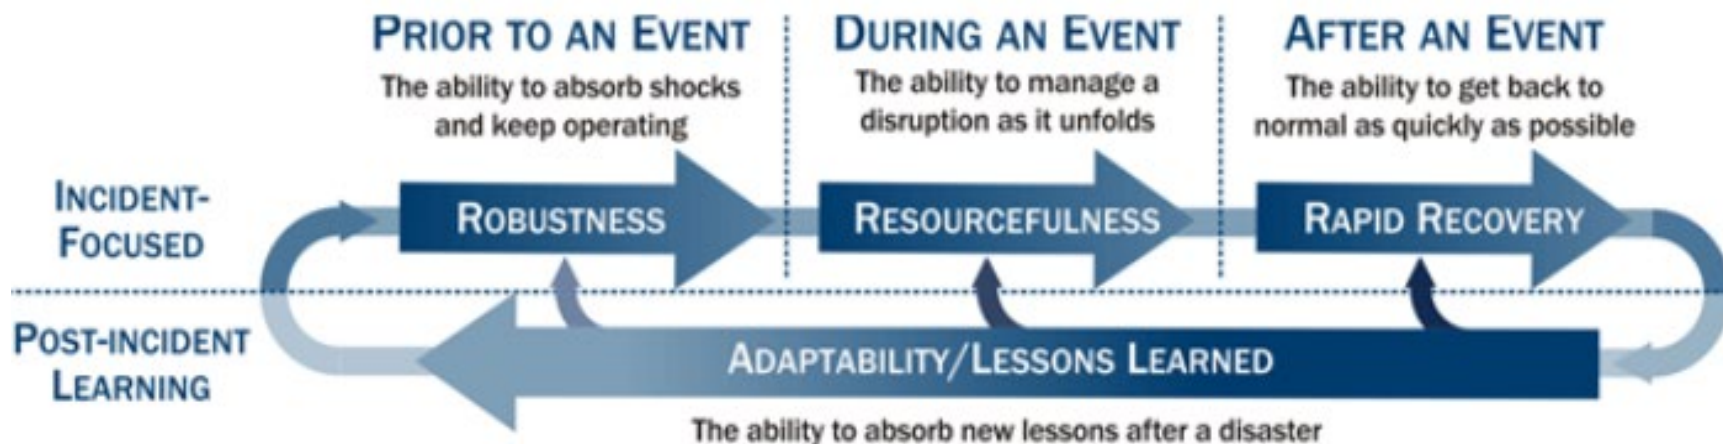 PRIOR TO AN EVENT
The ability to absorb shocks
and keep operating
DURING AN EVENT
The ability to manage a
disruption as it unfolds
AFTER AN EVENT
The ability to get back to
normal as quickly as possible
INCIDENT-
FOCUSED
ROBUSTNESS
RESOURCEFULNESS
RAPID RECOVERY
POST-INCIDENT
LEARNING
ADAPTABILITY/LESSONS LEARNED
The ability to absorb new lessons after a disaster